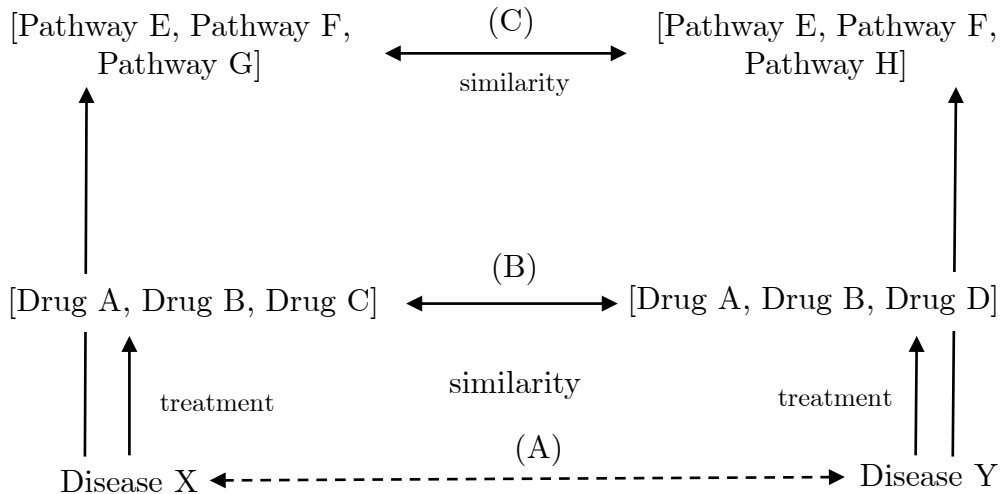 [Pathway E, Pathway F,
Pathway G]
(C)
similarity
[Pathway E, Pathway F,
Pathway H]
[Drug A, Drug B, Drug C]
(B)
[Drug A, Drug B, Drug D]
similarity
treatment
treatment
(A)
Disease X
Disease Y